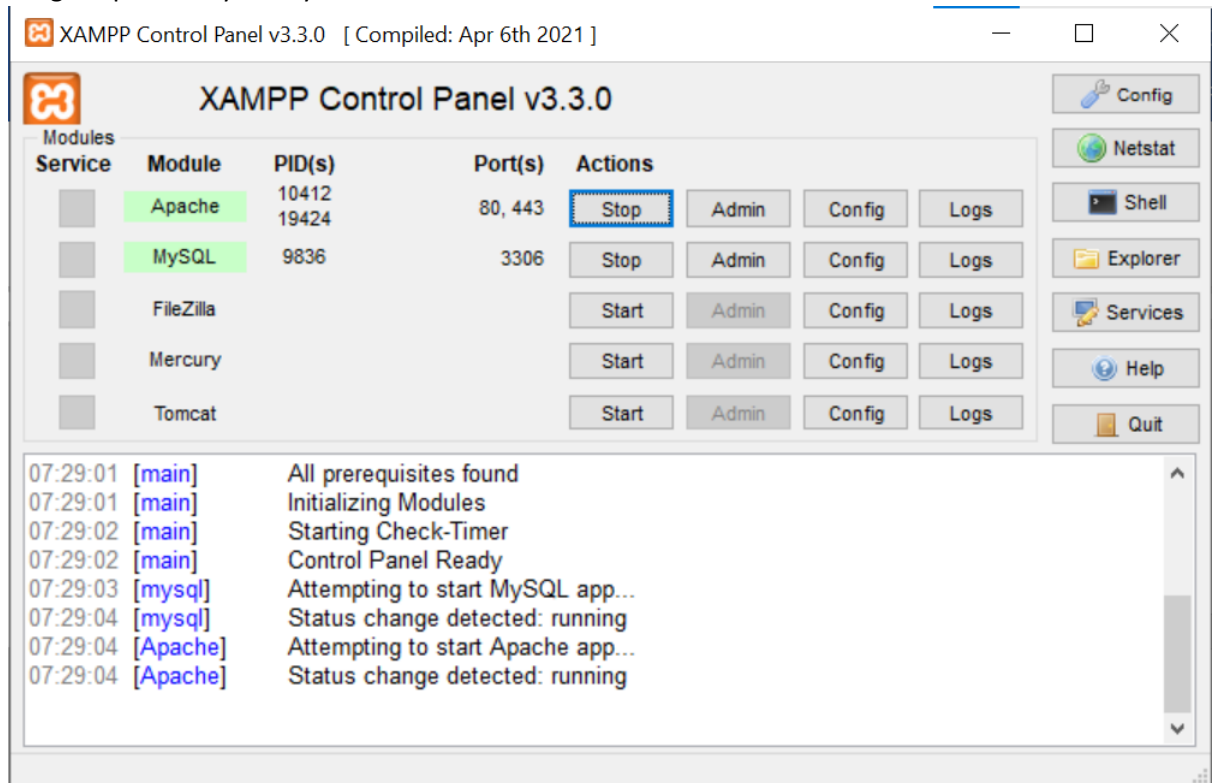 XAMPP Control Panel v3.3.0 [ Compiled: Apr 6th 2021 ]
XAMPP Control Panel v3.3.0
Config
Modules
Service Module PID(s) Port(s) Actions
Netstat
Apache 10412 19424 80, 443 Stop Admin Config Logs
Shell
MySQL 9836 3306 Stop Admin Config Logs
Explorer
FileZilla Start Admin Config Logs
Services
Mercury Start Admin Config Logs
Help
Tomcat Start Admin Config Logs
Quit
07:29:01 [main] All prerequisites found
07:29:01 [main] Initializing Modules
07:29:02 [main] Starting Check-Timer
07:29:02 [main] Control Panel Ready
07:29:03 [mysql] Attempting to start MySQL app...
07:29:04 [mysql] Status change detected: running
07:29:04 [Apache] Attempting to start Apache app...
07:29:04 [Apache] Status change detected: running